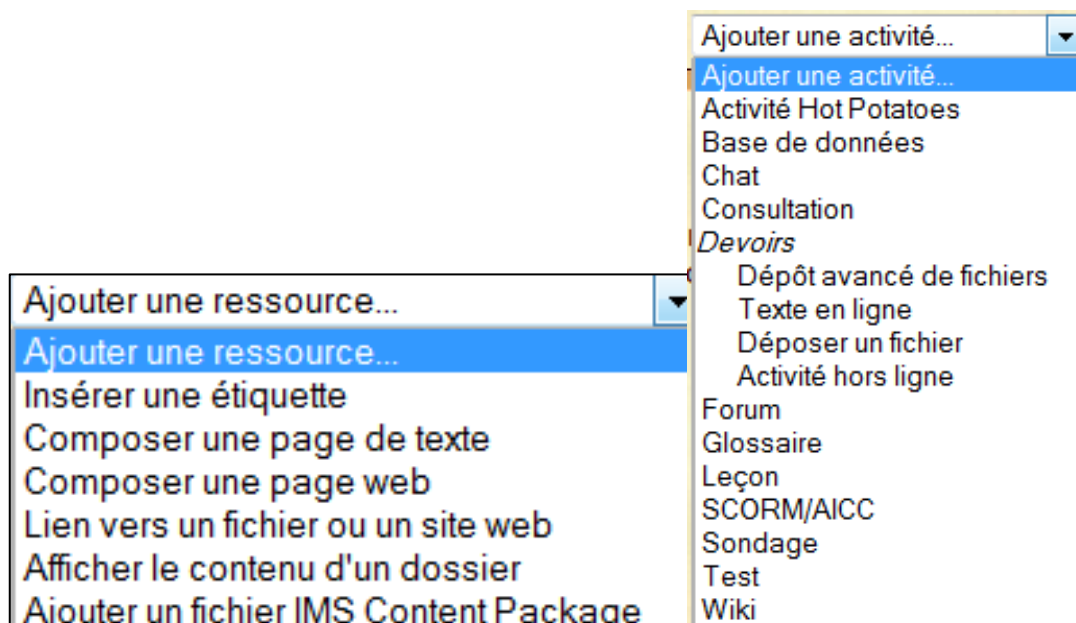 Ajouter une ressource...
Ajouter une ressource...
Insérer une étiquette
Composer une page de texte
Composer une page web
Lien vers un fichier ou un site web
Afficher le contenu d'un dossier
Ajouter un fichier IMS Content Package
Ajouter une activité...
Ajouter une activité...
Activité Hot Potatoes
Base de données
Chat
Consultation
Devoirs
Dépôt avancé de fichiers
Texte en ligne
Déposer un fichier
Activité hors ligne
Forum
Glossaire
Leçon
SCORM/AICC
Sondage
Test
Wiki